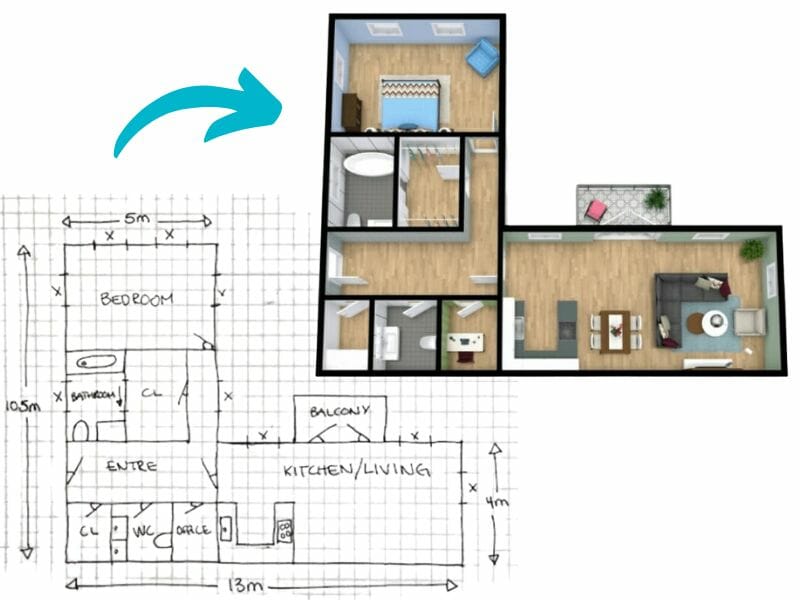 5m
x x
x BEDROOM x
10.5m
x BATHROOM CL x
BALCONY
x x
ENTRE
KITCHEN/LIVING
x
4m
CL WC OFFICE
13m